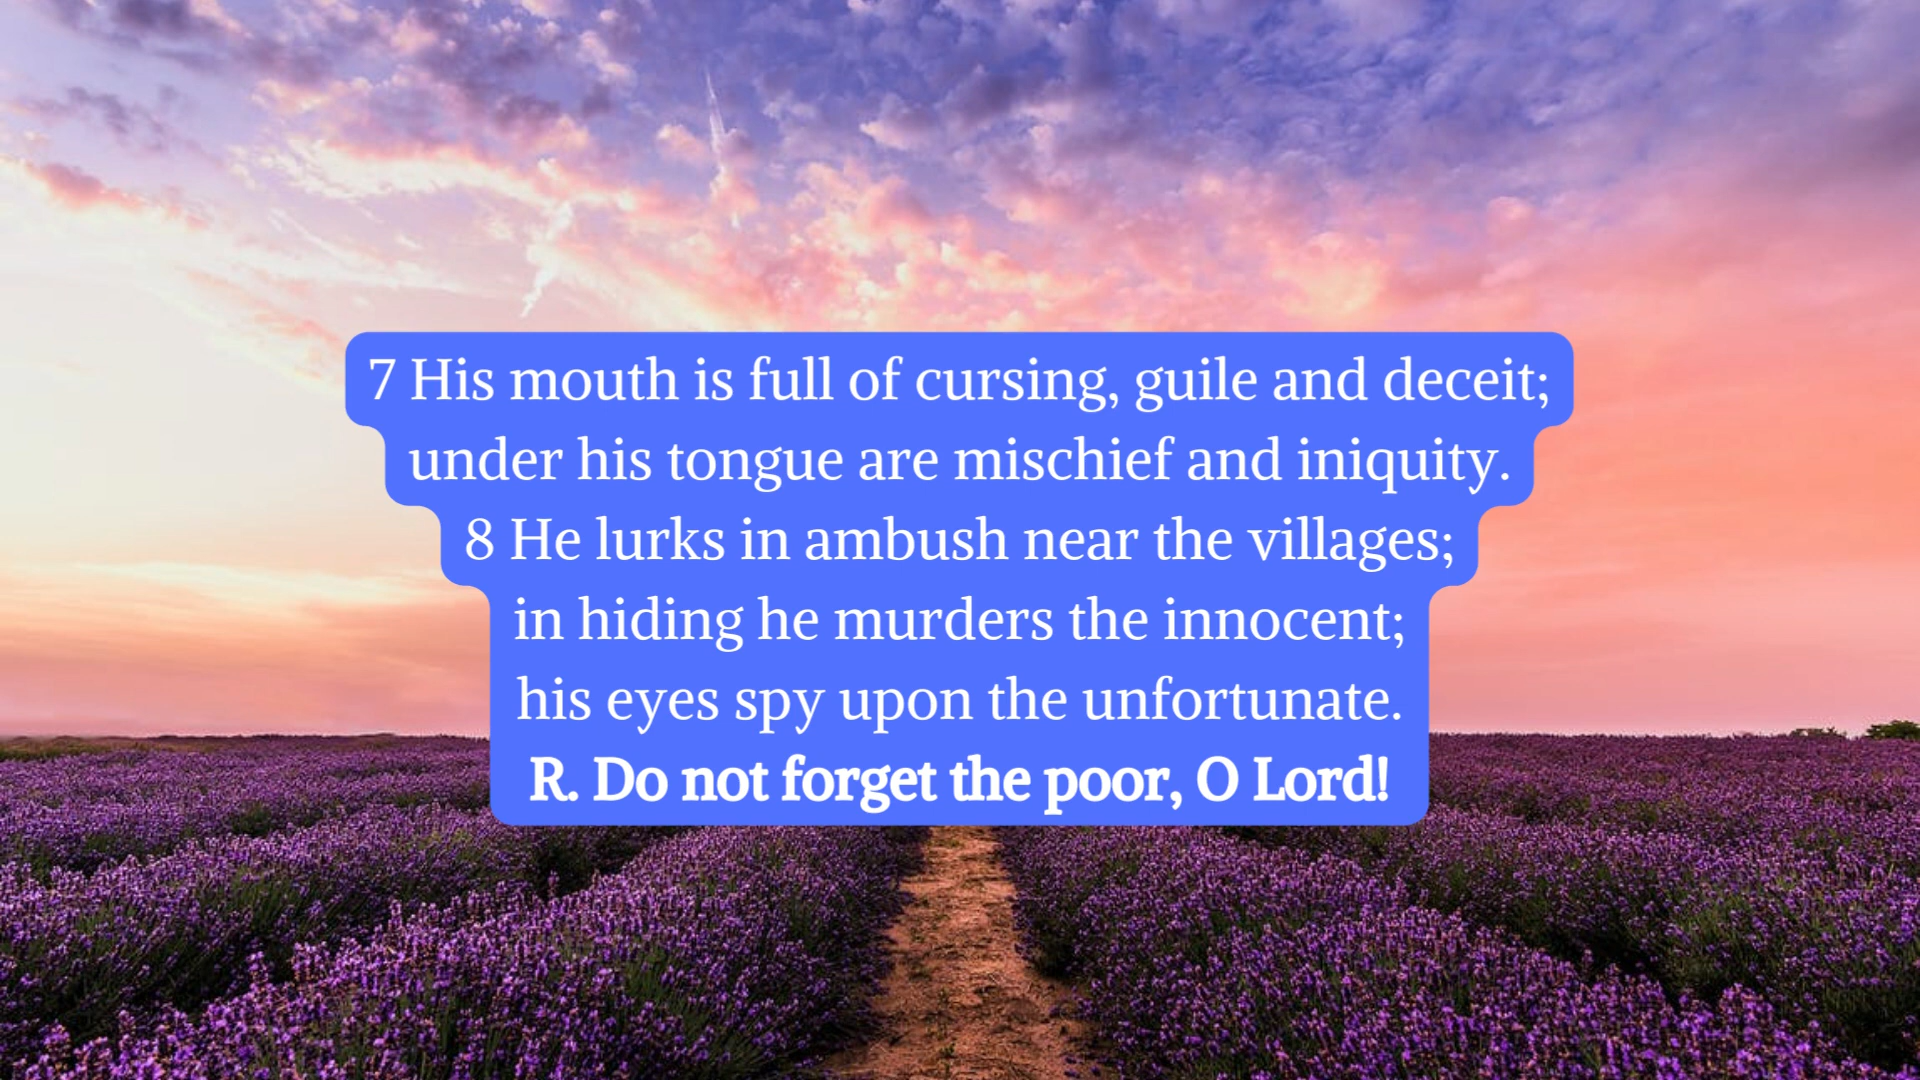 7 His mouth is full of cursing, guile and deceit;
under his tongue are mischief and iniquity.
8 He lurks in ambush near the villages;
in hiding he murders the innocent;
his eyes spy upon the unfortunate.
R. Do not forget the poor, O Lord!